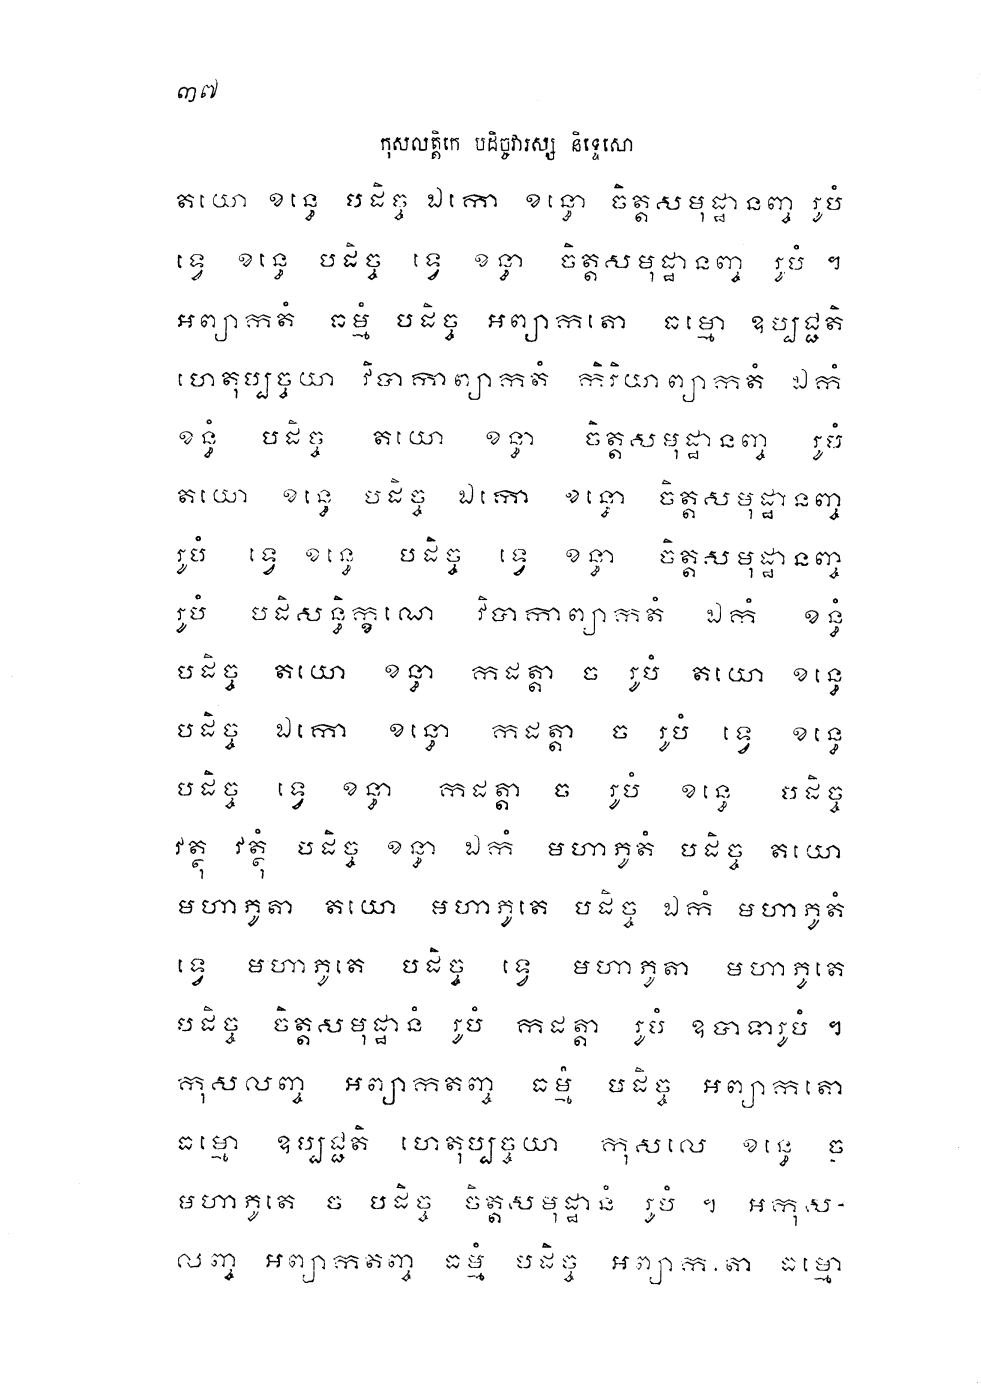 ៣៧
កុសលត្តិកេ បដិច្ចវារស្ស និទ្ទេសោ
តយោ ខន្ធេ បដិច្ច ឯកោ ខន្ធោ ចិត្តសមុដ្ឋានញ្ច រូបំ
ទ្វេ ខន្ធេ បដិច្ច ទ្វេ ខន្ធា ចិត្តសមុដ្ឋានញ្ច រូបំ ។
អព្យាកតំ ធម្មំ បដិច្ច អព្យាកតោ ធម្មោ ឧប្បជ្ជតិ
ហេតុប្បច្ចយា វិបាកាព្យាកតំ កិរិយាព្យាកតំ ឯកំ
ខន្ធំ បដិច្ច តយោ ខន្ធា ចិត្តសមុដ្ឋានញ្ច រូបំ
តយោ ខន្ធេ បដិច្ច ឯកោ ខន្ធោ ចិត្តសមុដ្ឋានញ្ច
រូបំ ទ្វេ ខន្ធេ បដិច្ច ទ្វេ ខន្ធា ចិត្តសមុដ្ឋានញ្ច
រូបំ បដិសន្ធិក្ខណេ វិបាកាព្យាកតំ ឯកំ ខន្ធំ
បដិច្ច តយោ ខន្ធា កដត្តា ច រូបំ តយោ ខន្ធេ
បដិច្ច ឯកោ ខន្ធោ កដត្តា ច រូបំ ទ្វេ ខន្ធេ
បដិច្ច ទ្វេ ខន្ធា កដត្តា ច រូបំ ខន្ធេ បដិច្ច
វត្ថុ វត្ថុំ បដិច្ច ខន្ធា ឯកំ មហាភូតំ បដិច្ច តយោ
មហាភូតា តយោ មហាភូតេ បដិច្ច ឯកំ មហាភូតំ
ទ្វេ មហាភូតេ បដិច្ច ទ្វេ មហាភូតា មហាភូតេ
បដិច្ច ចិត្តសមុដ្ឋានំ រូបំ កដត្តា រូបំ ឧបាទារូបំ ។
កុសលញ្ច អព្យាកតញ្ច ធម្មំ បដិច្ច អព្យាកតោ
ធម្មោ ឧប្បជ្ជតិ ហេតុប្បច្ចយា កុសលេ ខន្ធេ ច
មហាភូតេ ច បដិច្ច ចិត្តសមុដ្ឋានំ រូបំ ។ អកុស-
លញ្ច អព្យាកតញ្ច ធម្មំ បដិច្ច អព្យាកតោ ធម្មោ